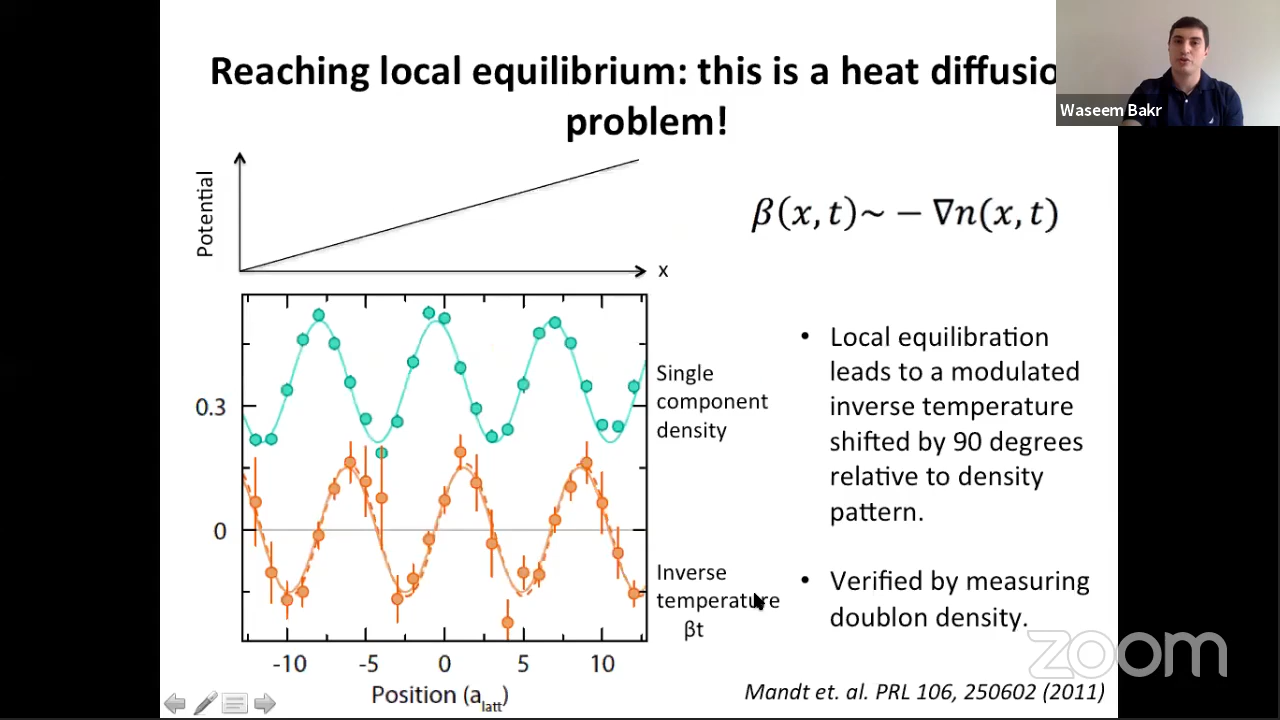 Reaching local equilibrium: this is a heat diffusio
problem!
Waseem Bakr
Potential
x
β(x,t)~ − ∇n(x,t)
0.3
0
Single
component
density
Inverse
temperature
βt
-10 -5 0 5 10
Position (a_latt)
• Local equilibration
leads to a modulated
inverse temperature
shifted by 90 degrees
relative to density
pattern.
• Verified by measuring
doublon density.
zoom
Mandt et. al. PRL 106, 250602 (2011)